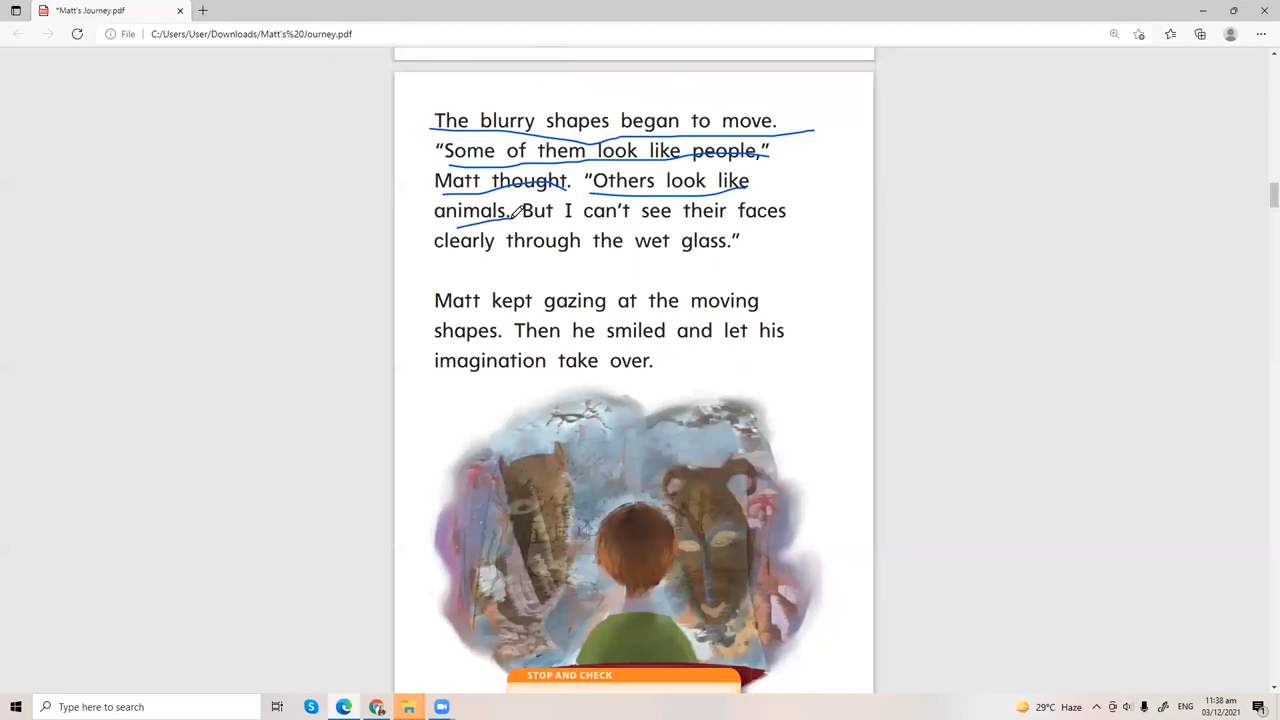 *Matt's Journey.pdf
File C:/Users/User/Downloads/Matt's%20Journey.pdf
The blurry shapes began to move.
“Some of them look like people,”
Matt thought. “Others look like
animals. But I can’t see their faces
clearly through the wet glass.”
Matt kept gazing at the moving
shapes. Then he smiled and let his
imagination take over.
STOP AND CHECK
Type here to search
29°C Haze ENG 11:38 am
03/12/2021